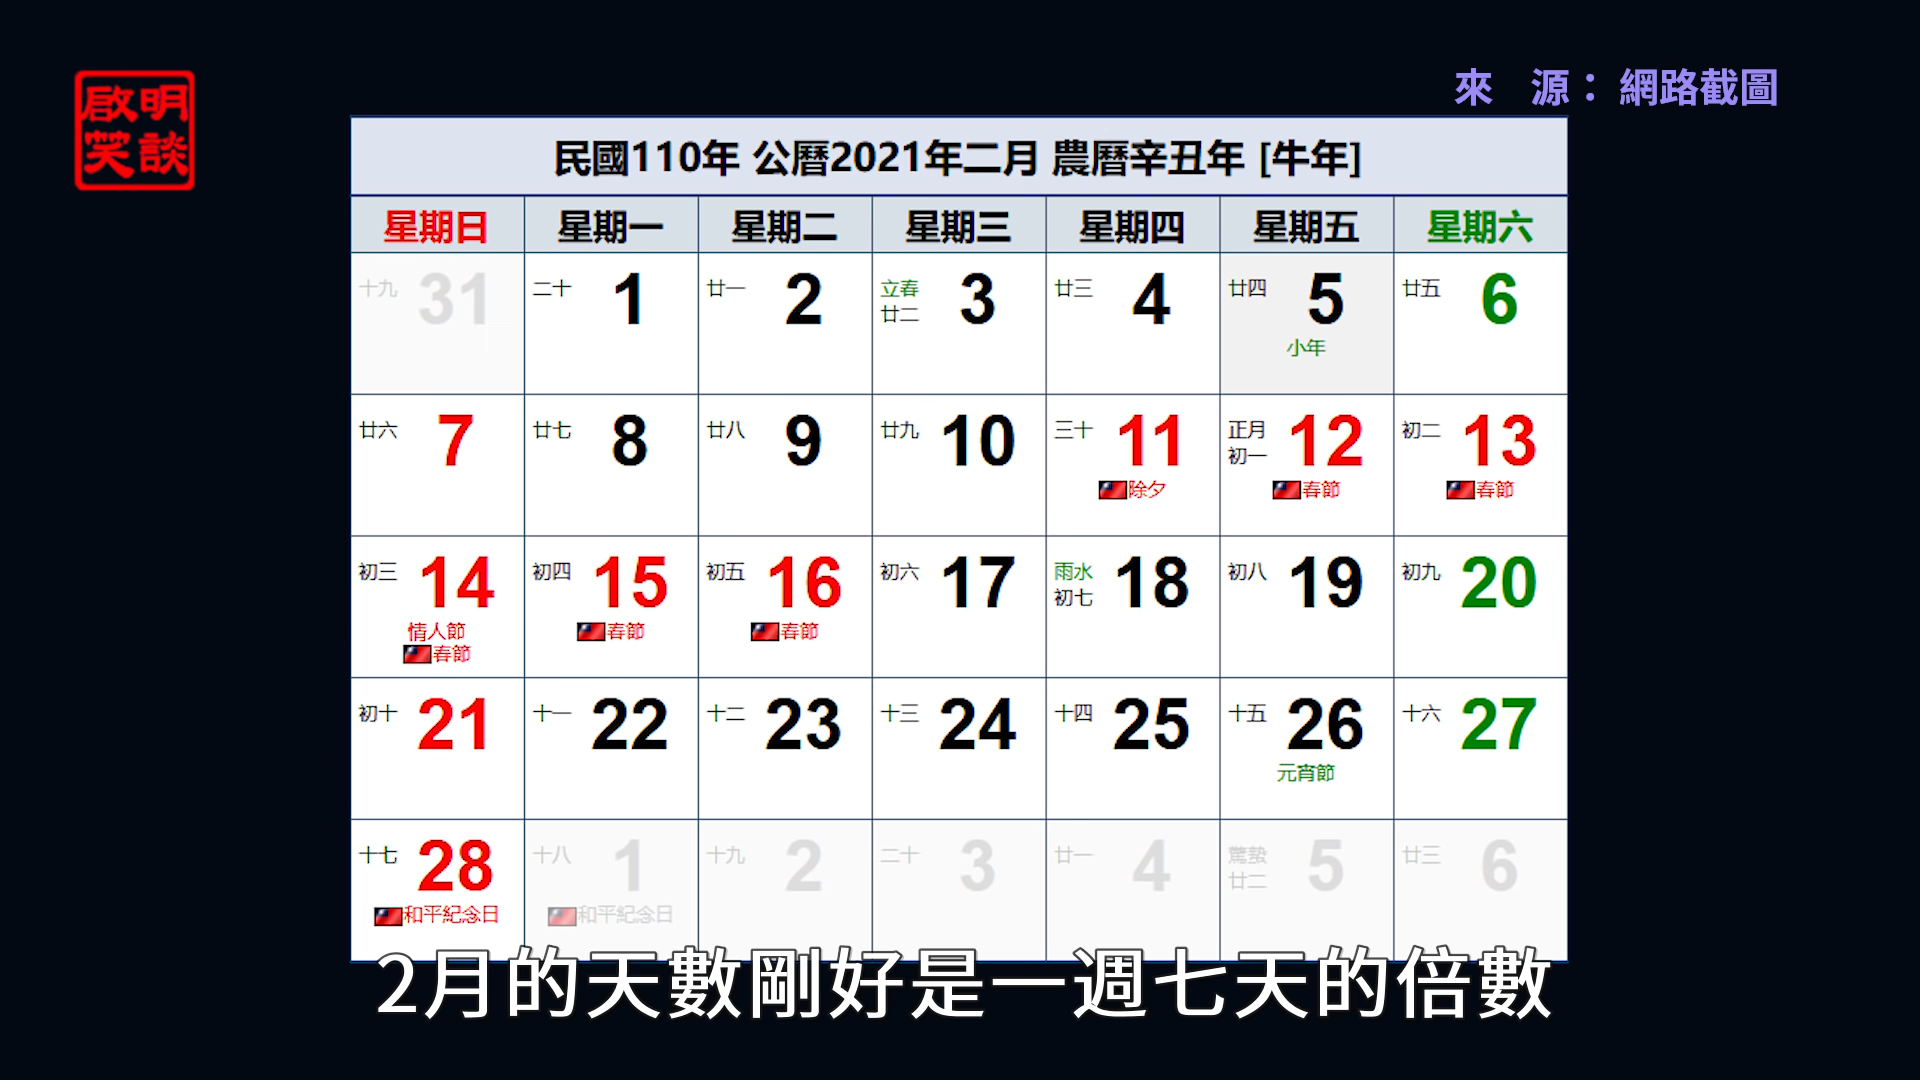 來 源：網路截圖
啟明
笑談
民國110年 公曆2021年二月 農曆辛丑年 [牛年]
星期日 星期一 星期二 星期三 星期四 星期五 星期六
十九 31 二十 1 廿一 2 立春 廿二 3 廿三 4 廿四 5 小年 廿五 6
廿六 7 廿七 8 廿八 9 廿九 10 三十 11 除夕 正月 初一 12 春節 初二 13 春節
初三 14 情人節 春節 初四 15 春節 初五 16 春節 初六 17 雨水 初七 18 初八 19 初九 20
初十 21 十一 22 十二 23 十三 24 十四 25 十五 26 元宵節 十六 27
十七 28 和平紀念日 十八 1 和平紀念日 十九 2 二十 3 廿一 4 驚蟄 廿二 5 廿三 6
2月的天數剛好是一週七天的倍數